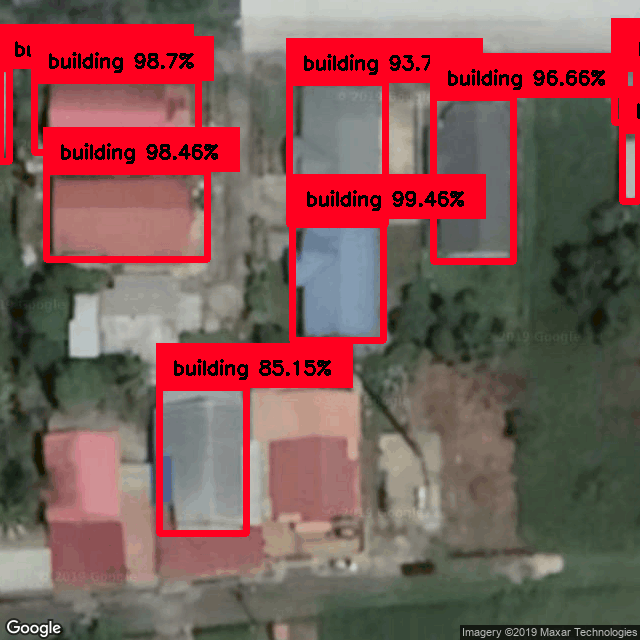 bu
building 98.7%
building 93.7
building 96.66%
building 98.46%
building 99.46%
building 85.15%
Google
Imagery ©2019 Maxar Technologies